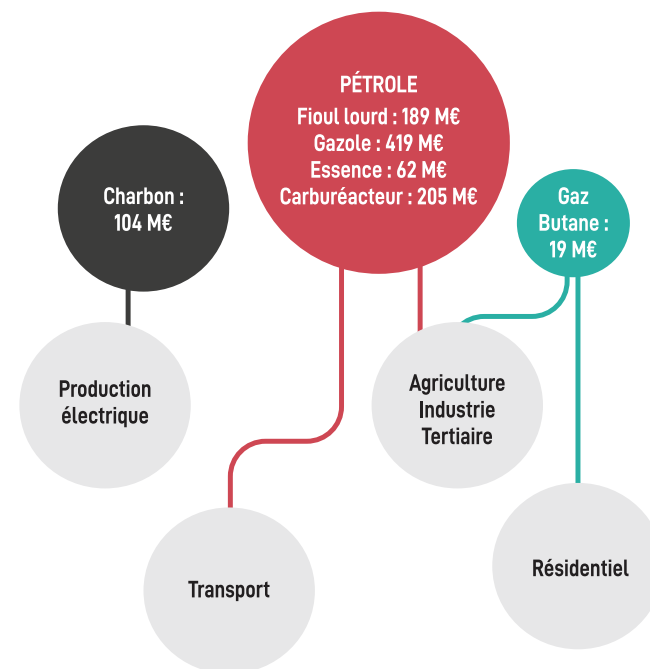 PÉTROLE
Fioul lourd : 189 M€
Gazole : 419 M€
Essence : 62 M€
Carburéacteur : 205 M€
Charbon :
104 M€
Gaz
Butane :
19 M€
Production
électrique
Agriculture
Industrie
Tertiaire
Transport
Résidentiel